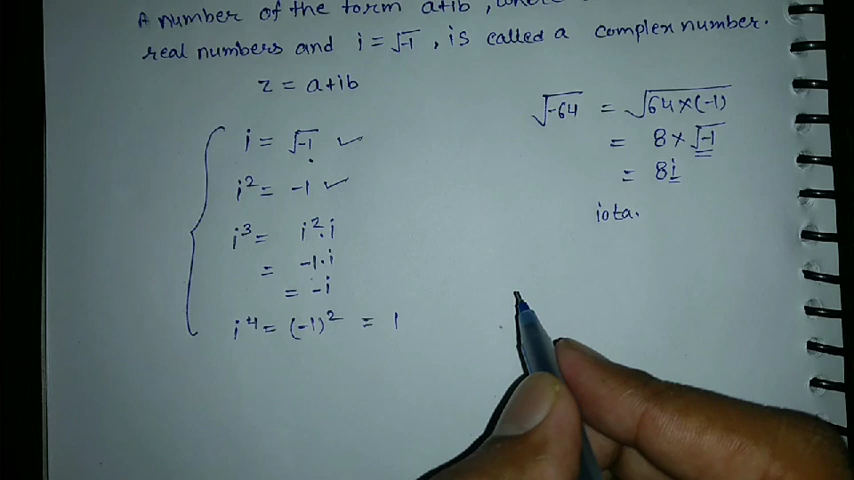 A number of the form a+ib, where
real numbers and i = √-1, is called a complex number.
z = a+ib
i = √-1 ✓
i² = -1 ✓
i³ = i².i
= -1.i
= -i
i⁴ = (-1)² = 1
√-64 = √64×(-1)
= 8×√-1
= 8i
iota.